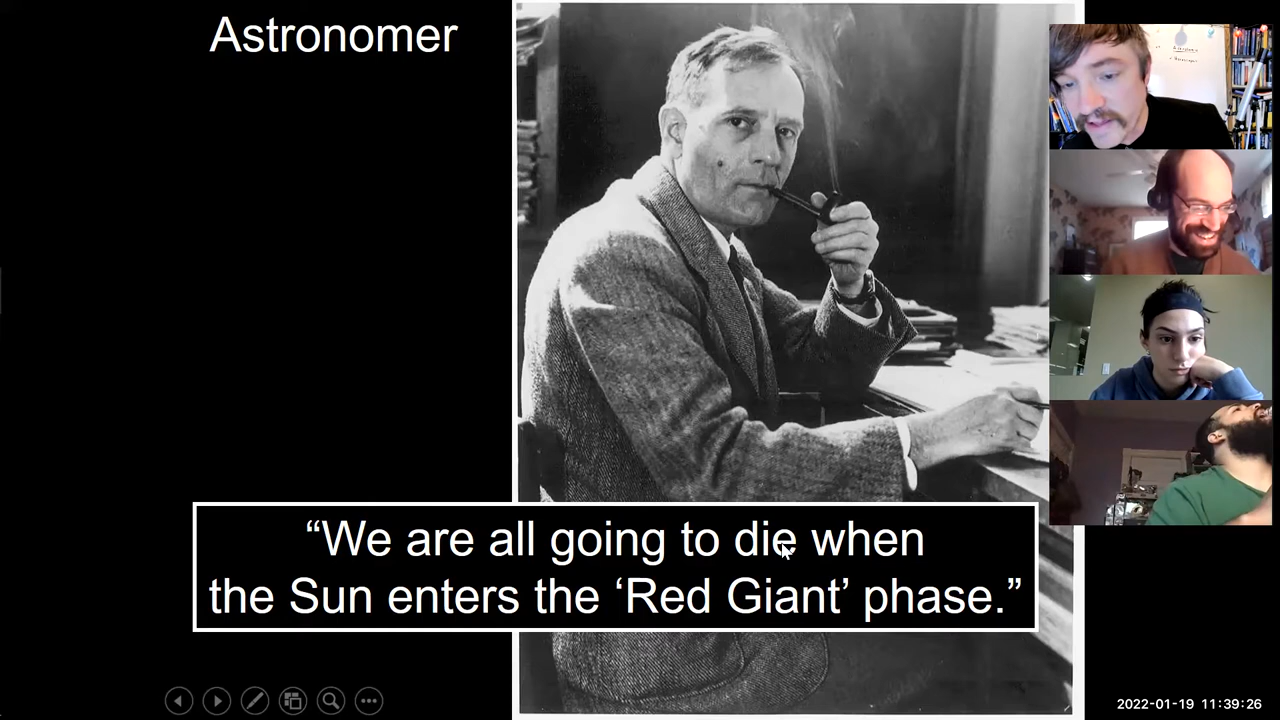 Astronomer
“We are all going to die when
the Sun enters the ‘Red Giant’ phase.”
2022-01-19 11:39:26